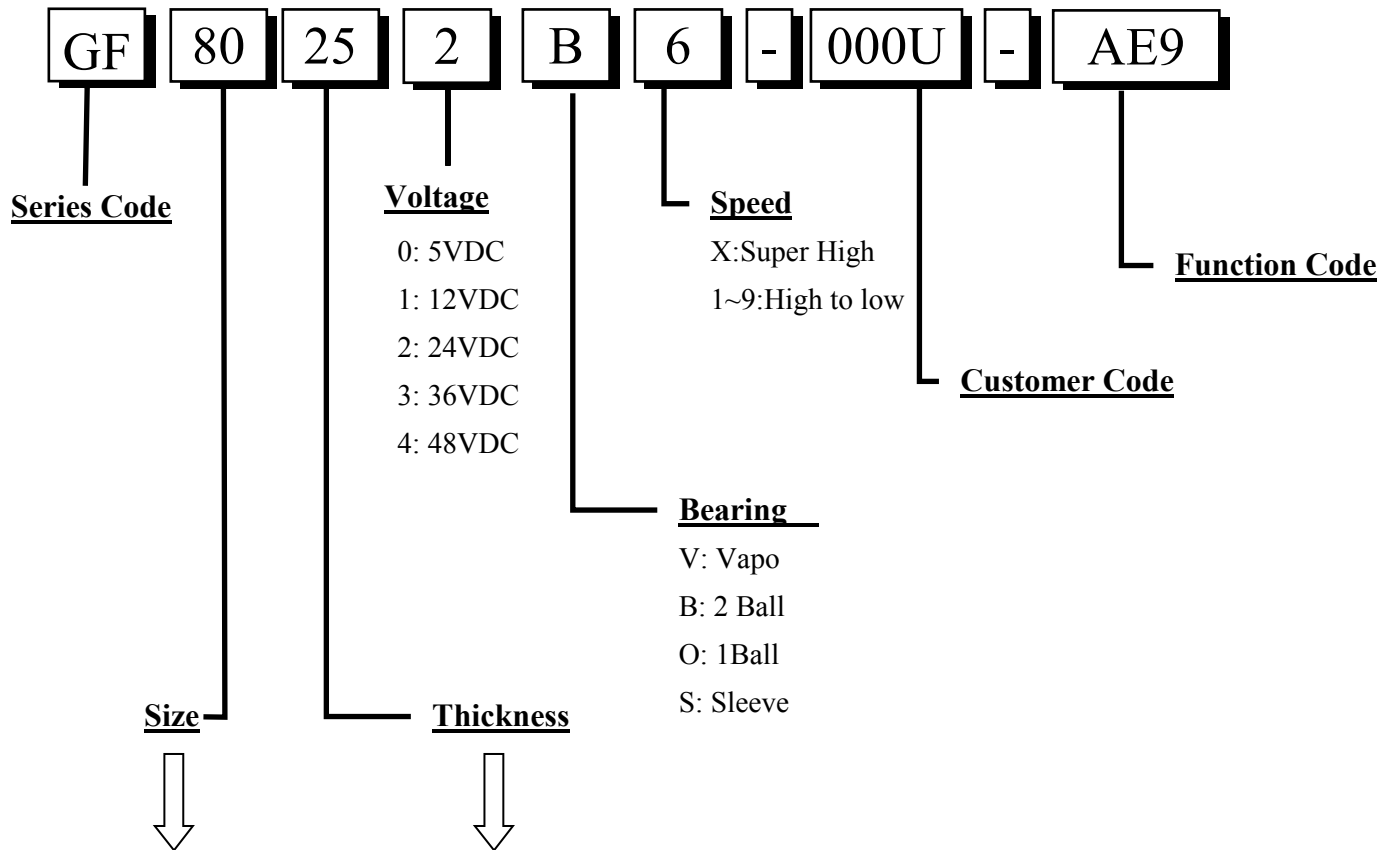 GF 80 25 2 B 6 - 000U - AE9
Series Code
Voltage
0: 5VDC
1: 12VDC
2: 24VDC
3: 36VDC
4: 48VDC
Speed
X:Super High
1~9:High to low
Function Code
Customer Code
Bearing
V: Vapo
B: 2 Ball
O: 1Ball
S: Sleeve
Size
Thickness